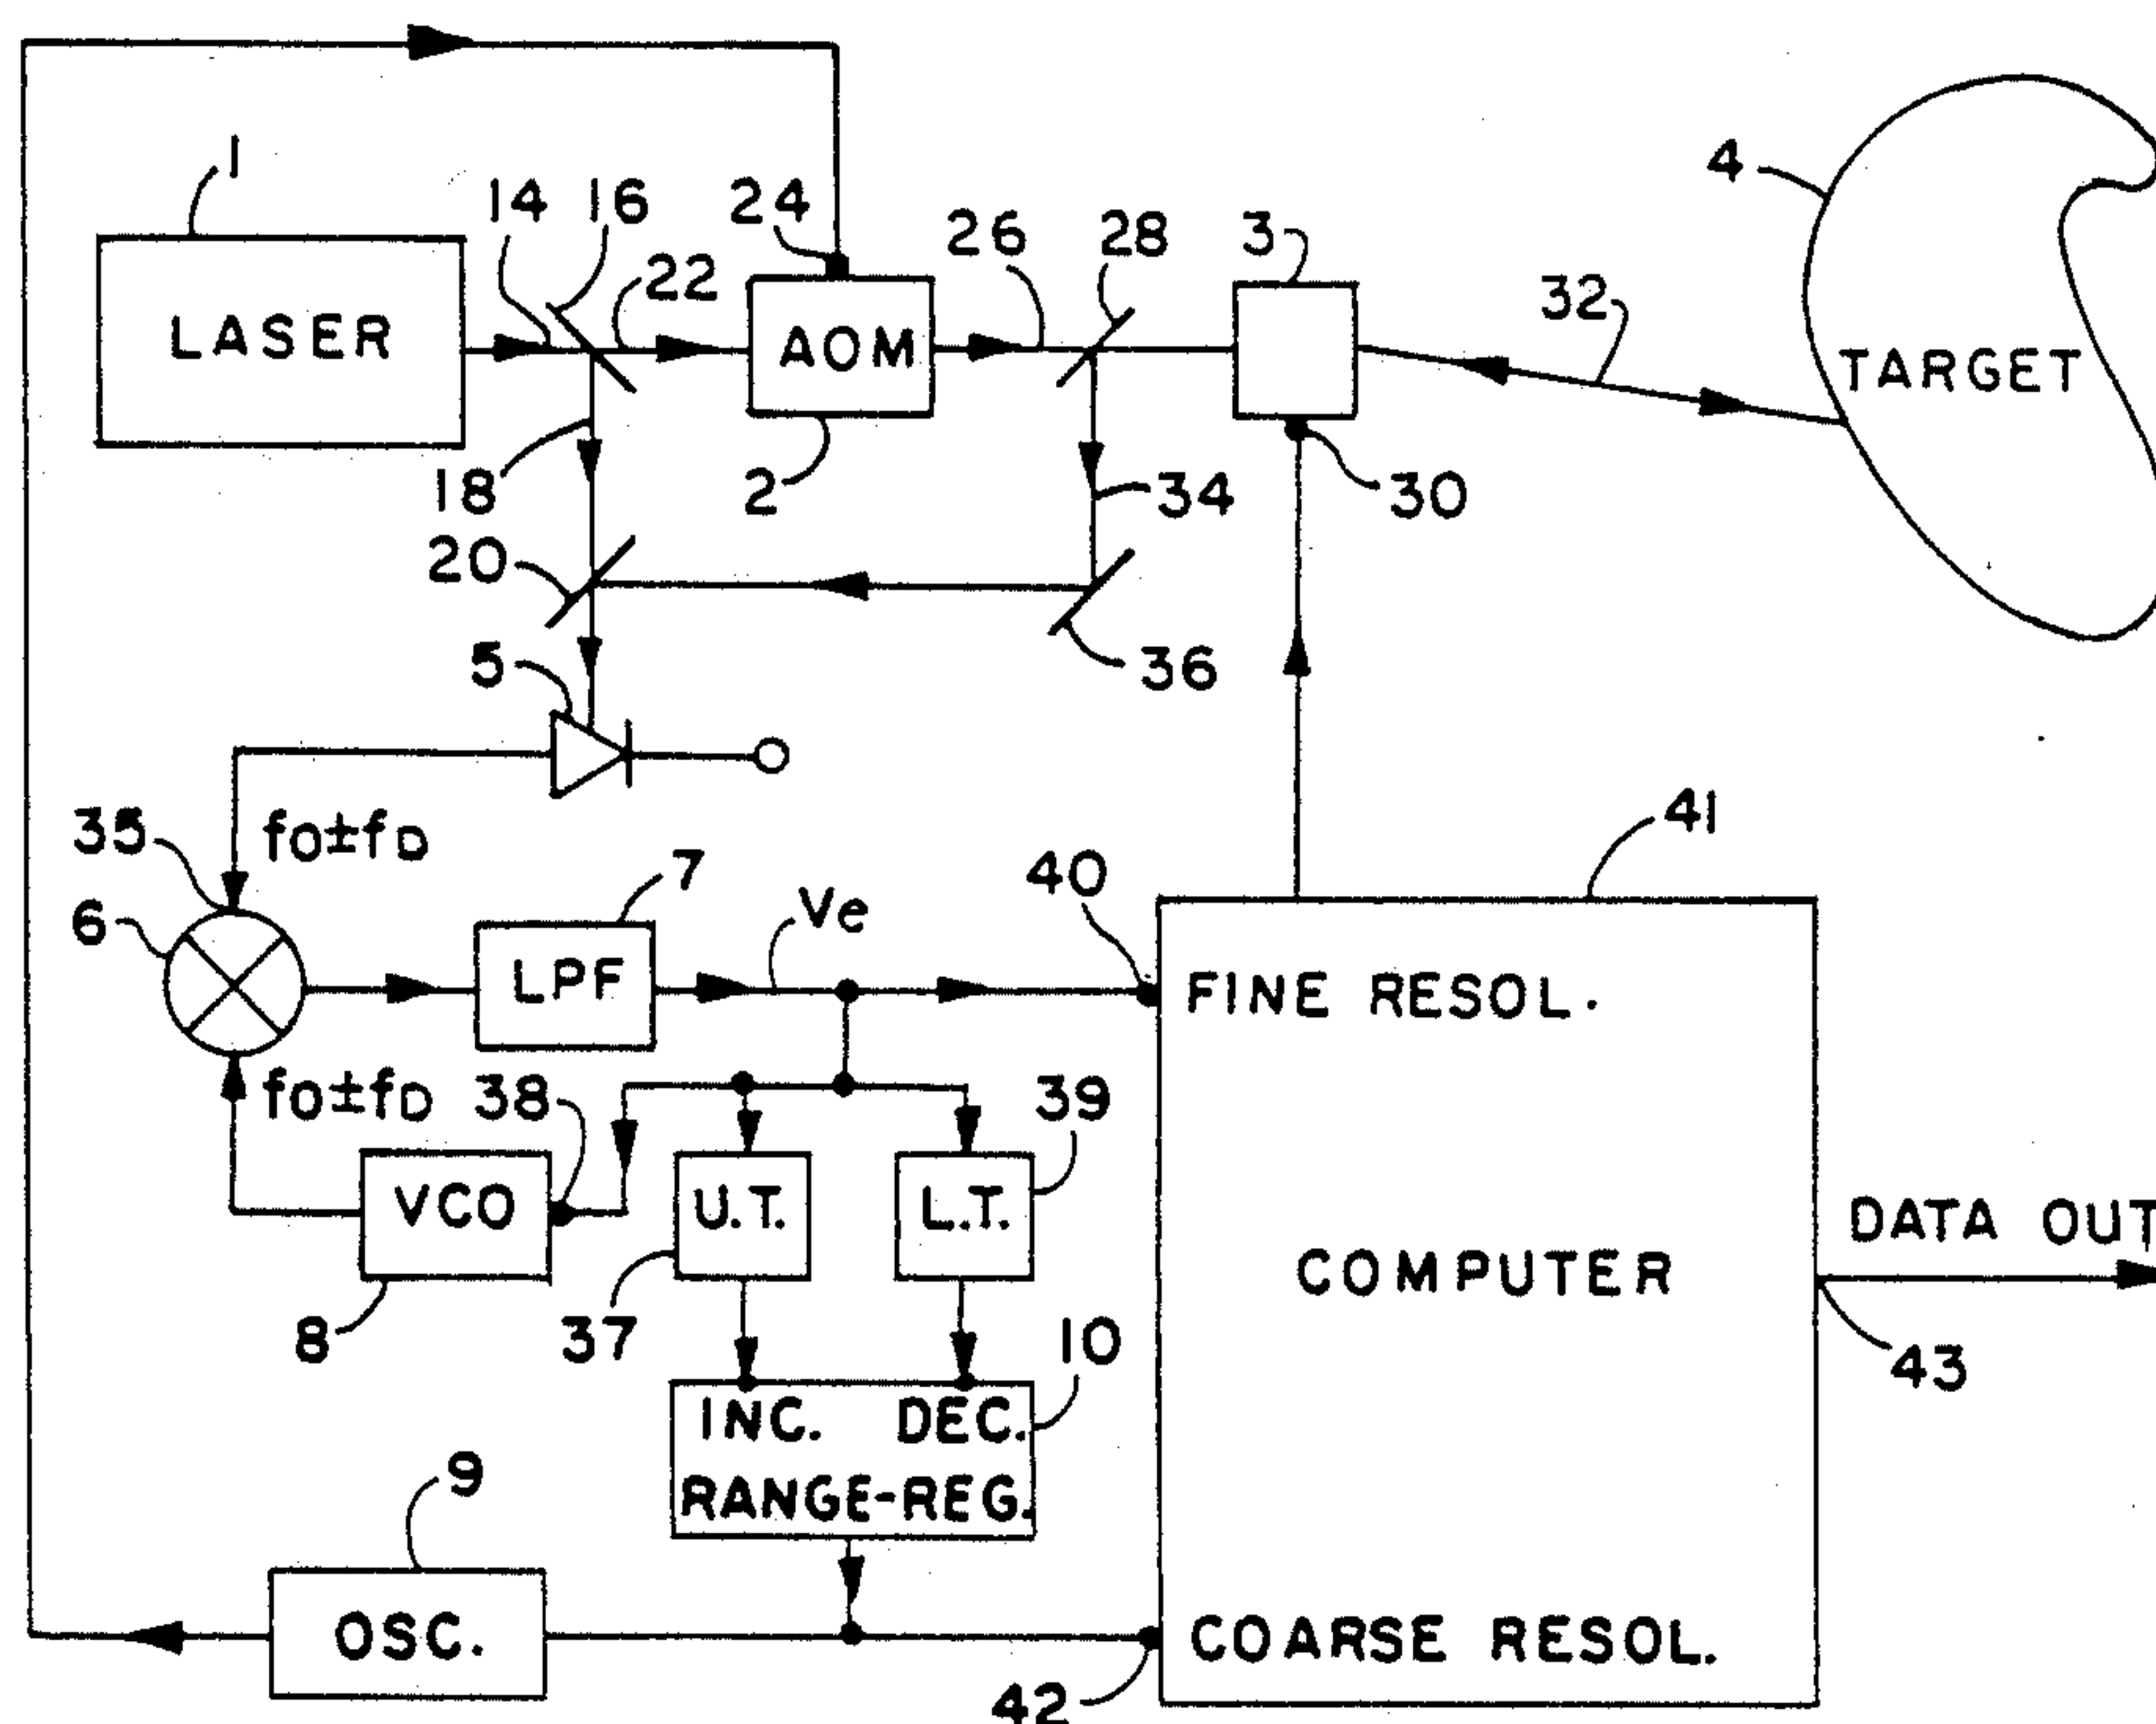 1
14 16
24
26
28
3
4
22
32
LASER
AOM
TARGET
18
2
30
34
20
5
36
35
fo±fD
41
7
40
6
Ve
LPF
FINE RESOL.
fo±fD
38
39
VCO
U.T.
L.T.
DATA OUT
COMPUTER
8
37
10
43
INC. DEC.
RANGE-REG.
9
OSC.
COARSE RESOL.
42